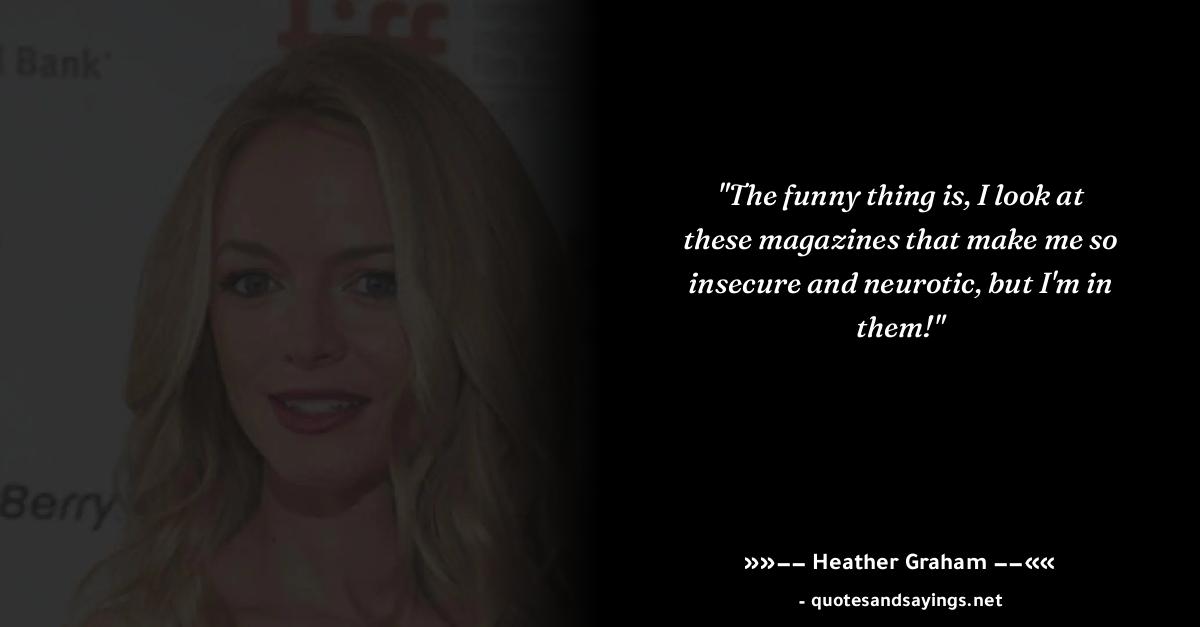 tiff
Bank
Berry
"The funny thing is, I look at
these magazines that make me so
insecure and neurotic, but I'm in
them!"
»»−− Heather Graham −−««
- quotesandsayings.net